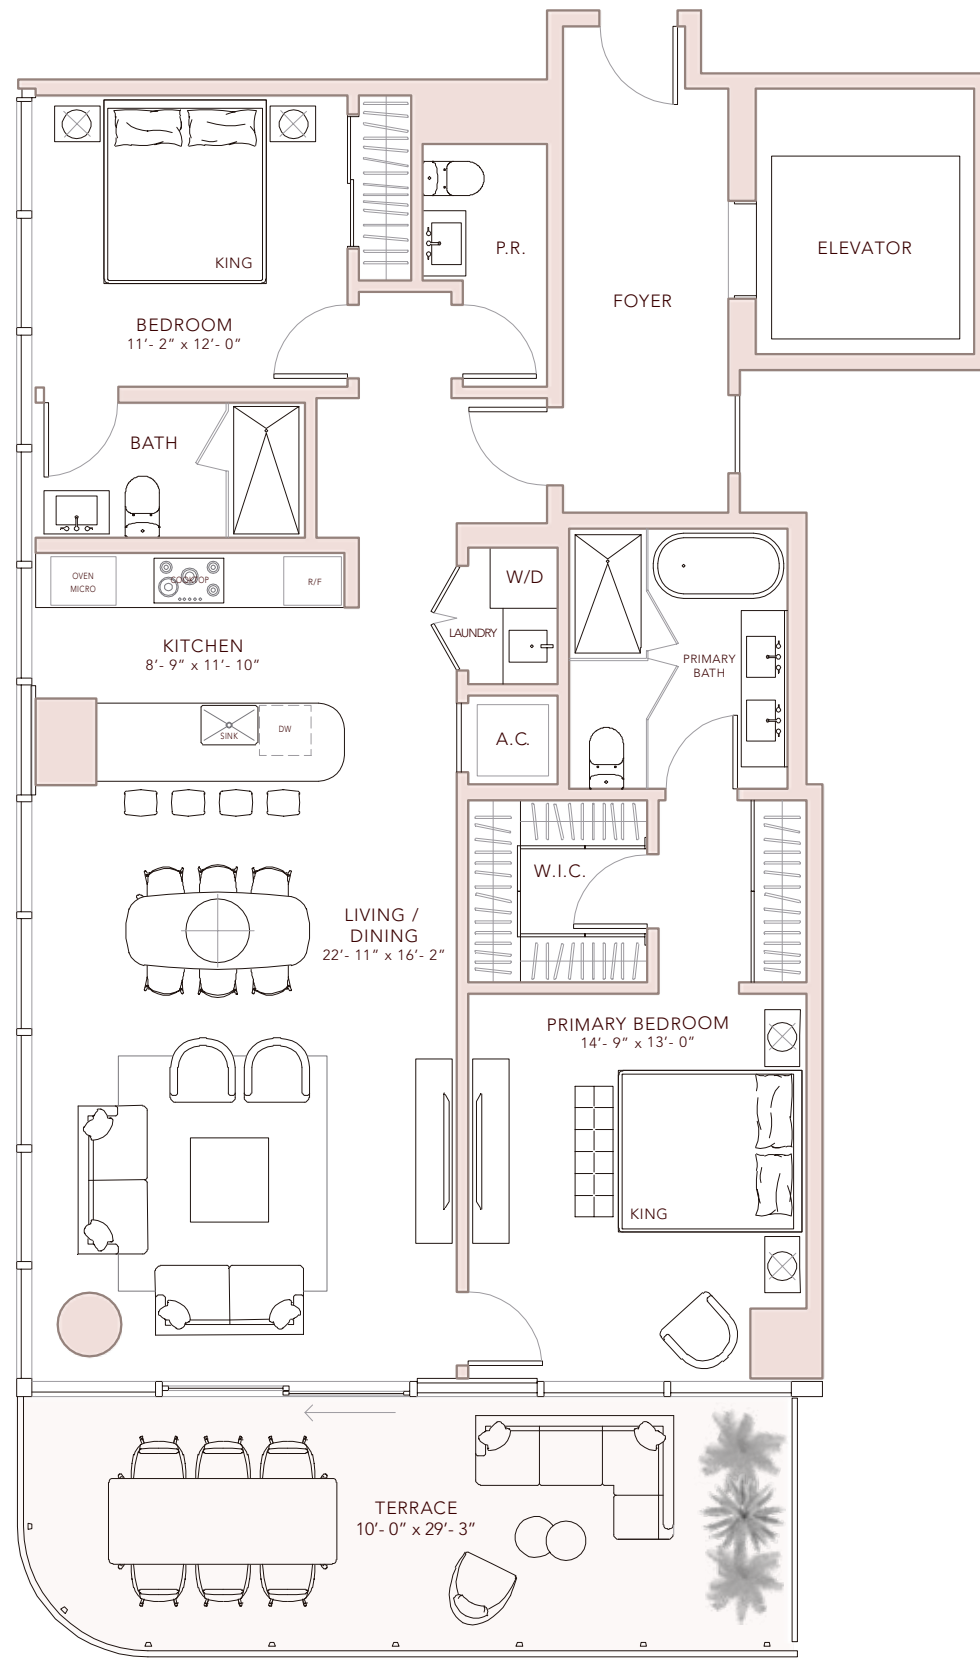 KING
BEDROOM
11'- 2" x 12'- 0"
P.R.
FOYER
ELEVATOR
BATH
OVEN
MICRO
COOKTOP
R/F
KITCHEN
8'- 9" x 11'- 10"
W/D
LAUNDRY
PRIMARY
BATH
SINK
DW
A.C.
W.I.C.
LIVING /
DINING
22'- 11" x 16'- 2"
PRIMARY BEDROOM
14'- 9" x 13'- 0"
KING
TERRACE
10'- 0" x 29'- 3"